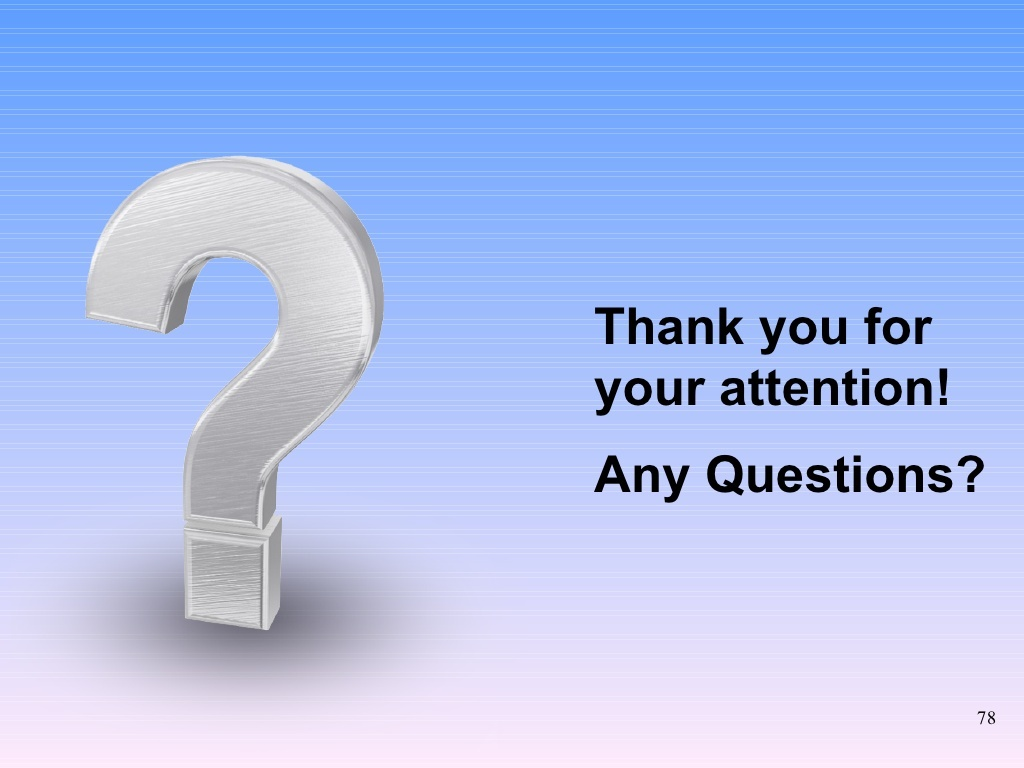 Thank you for
your attention!
Any Questions?
78